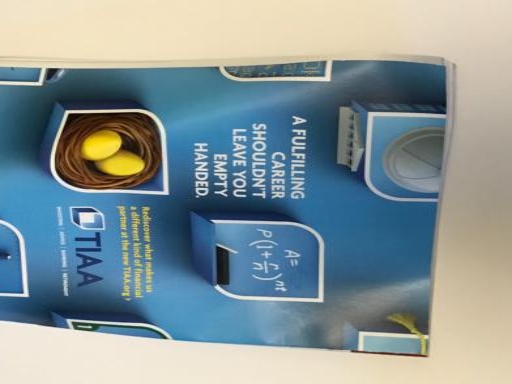 A FULFILLING
CAREER
SHOULDN'T
LEAVE YOU
EMPTY
HANDED.
A=
P(1+r/n)nt
Rediscover what makes us
a different kind of financial
partner at the new TIAA.org
TIAA